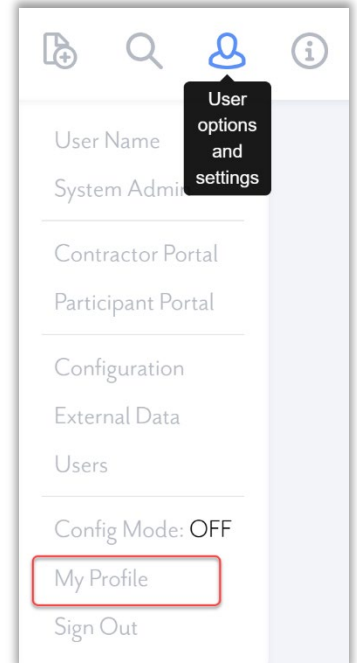 User
options
and
settings
User Name
System Admin
Contractor Portal
Participant Portal
Configuration
External Data
Users
Config Mode: OFF
My Profile
Sign Out